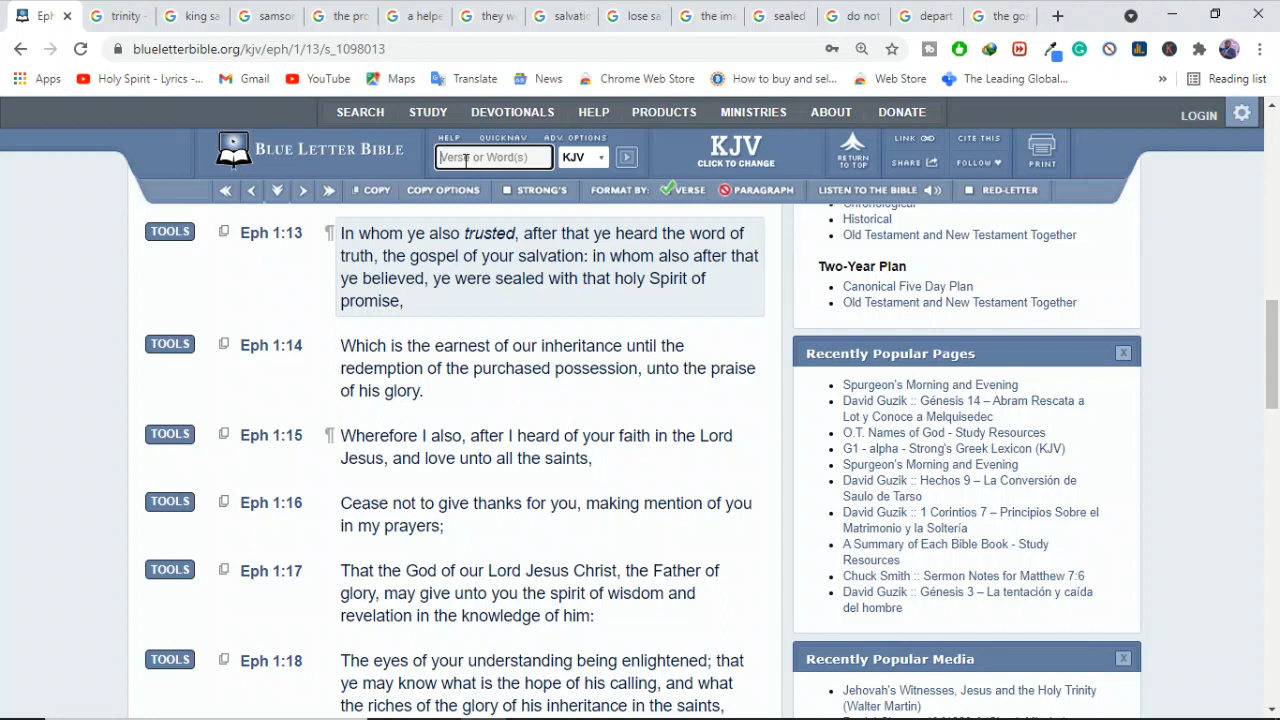 Eph
trinity -
king sa
samsor
the pro
a helpe
they w
salvatic
lose sa
the ima
sealed
do not
depart
the gos
blueletterbible.org/kjv/eph/1/13/s_1098013
Apps
Holy Spirit - Lyrics -...
Gmail
YouTube
Maps
Translate
News
Chrome Web Store
How to buy and sel...
Web Store
The Leading Global...
»
Reading list
SEARCH
STUDY
DEVOTIONALS
HELP
PRODUCTS
MINISTRIES
ABOUT
DONATE
LOGIN
BLUE LETTER BIBLE
HELP
QUICKNAV
ADV. OPTIONS
Verse or Word(s)
KJV
KJV
CLICK TO CHANGE
RETURN
TO TOP
LINK
CITE THIS
SHARE
FOLLOW
PRINT
COPY
COPY OPTIONS
STRONG'S
FORMAT BY:
VERSE
PARAGRAPH
LISTEN TO THE BIBLE
RED-LETTER
TOOLS
Eph 1:13
¶ In whom ye also trusted, after that ye heard the word of
truth, the gospel of your salvation: in whom also after that
ye believed, ye were sealed with that holy Spirit of
promise,
TOOLS
Eph 1:14
Which is the earnest of our inheritance until the
redemption of the purchased possession, unto the praise
of his glory.
TOOLS
Eph 1:15
¶ Wherefore I also, after I heard of your faith in the Lord
Jesus, and love unto all the saints,
TOOLS
Eph 1:16
Cease not to give thanks for you, making mention of you
in my prayers;
TOOLS
Eph 1:17
That the God of our Lord Jesus Christ, the Father of
glory, may give unto you the spirit of wisdom and
revelation in the knowledge of him:
TOOLS
Eph 1:18
The eyes of your understanding being enlightened; that
ye may know what is the hope of his calling, and what
the riches of the glory of his inheritance in the saints,
Chronological
Historical
Old Testament and New Testament Together
Two-Year Plan
Canonical Five Day Plan
Old Testament and New Testament Together
Recently Popular Pages
X
Spurgeon's Morning and Evening
David Guzik :: Génesis 14 – Abram Rescata a
Lot y Conoce a Melquisedec
O.T. Names of God - Study Resources
G1 - alpha - Strong's Greek Lexicon (KJV)
Spurgeon's Morning and Evening
David Guzik :: Hechos 9 – La Conversión de
Saulo de Tarso
David Guzik :: 1 Corintios 7 – Principios Sobre el
Matrimonio y la Soltería
A Summary of Each Bible Book - Study
Resources
Chuck Smith :: Sermon Notes for Matthew 7:6
David Guzik :: Génesis 3 – La tentación y caída
del hombre
Recently Popular Media
X
Jehovah's Witnesses, Jesus and the Holy Trinity
(Walter Martin)